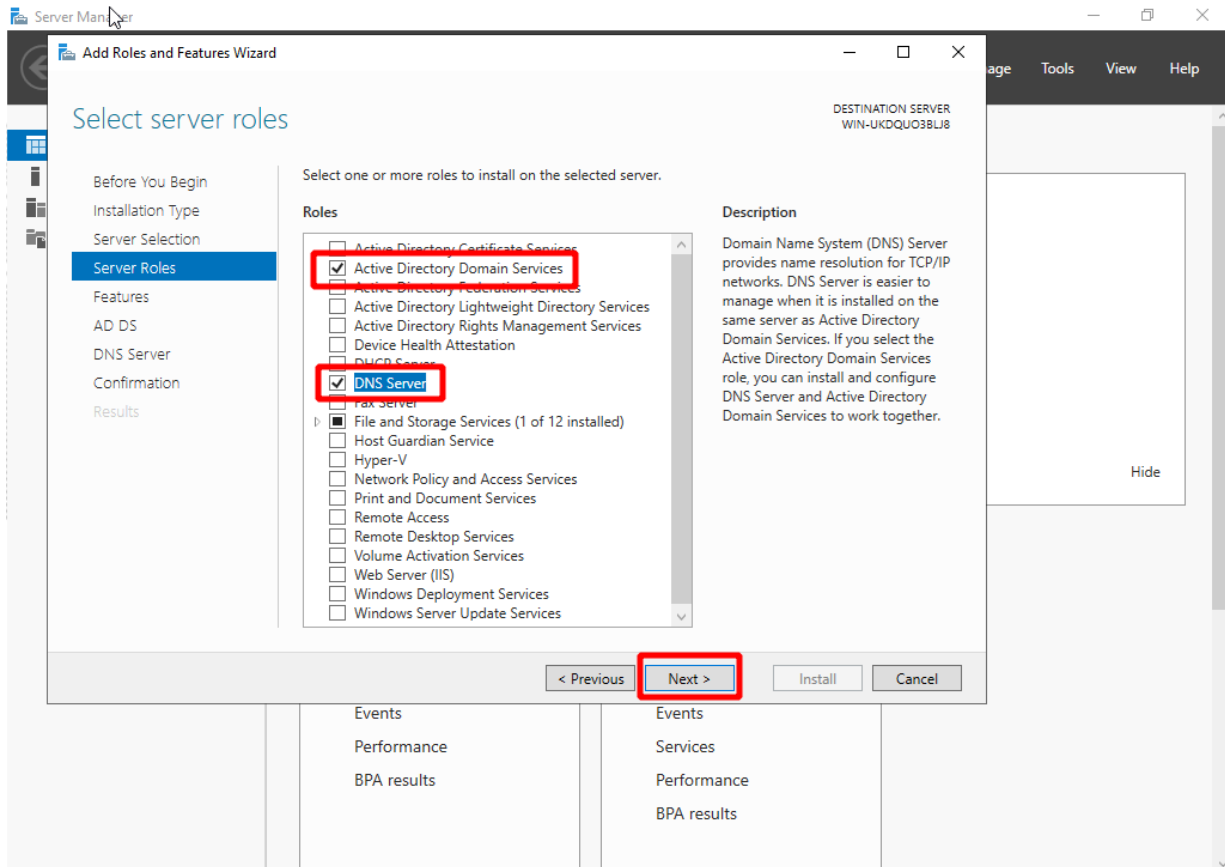 Server Manager
Add Roles and Features Wizard
Tools
View
Help
Select server roles
DESTINATION SERVER
WIN-UKDQUO3BLJ8
Before You Begin
Installation Type
Server Selection
Server Roles
Features
AD DS
DNS Server
Confirmation
Results
Select one or more roles to install on the selected server.
Roles
Active Directory Certificate Services
Active Directory Domain Services
Active Directory Federation Services
Active Directory Lightweight Directory Services
Active Directory Rights Management Services
Device Health Attestation
DHCP Server
DNS Server
Fax Server
File and Storage Services (1 of 12 installed)
Host Guardian Service
Hyper-V
Network Policy and Access Services
Print and Document Services
Remote Access
Remote Desktop Services
Volume Activation Services
Web Server (IIS)
Windows Deployment Services
Windows Server Update Services
Description
Domain Name System (DNS) Server
provides name resolution for TCP/IP
networks. DNS Server is easier to
manage when it is installed on the
same server as Active Directory
Domain Services. If you select the
Active Directory Domain Services
role, you can install and configure
DNS Server and Active Directory
Domain Services to work together.
Hide
< Previous
Next >
Install
Cancel
Events
Performance
BPA results
Events
Services
Performance
BPA results